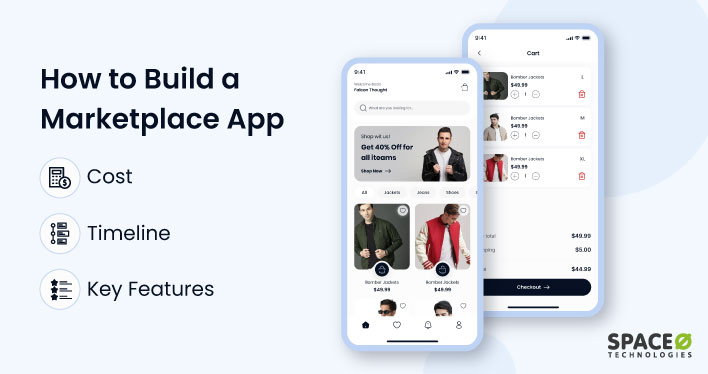 How to Build a
Marketplace App
Cost
Timeline
Key Features
9:41
Falcon Thought
What are you looking for...
Shop wit us!
Get 40% Off for
all iteams
Shop Now
All
Jackets
Jeans
Shoes
Bomber Jackets
$49.99
Bomber Jackets
$49.99
9:41
Cart
Bomber Jackets
L
$49.99
1
Bomber Jackets
M
$49.99
1
Bomber Jackets
XL
$49.99
1
total
$49.99
$5.00
$44.99
Checkout
SPACEO
TECHNOLOGIES